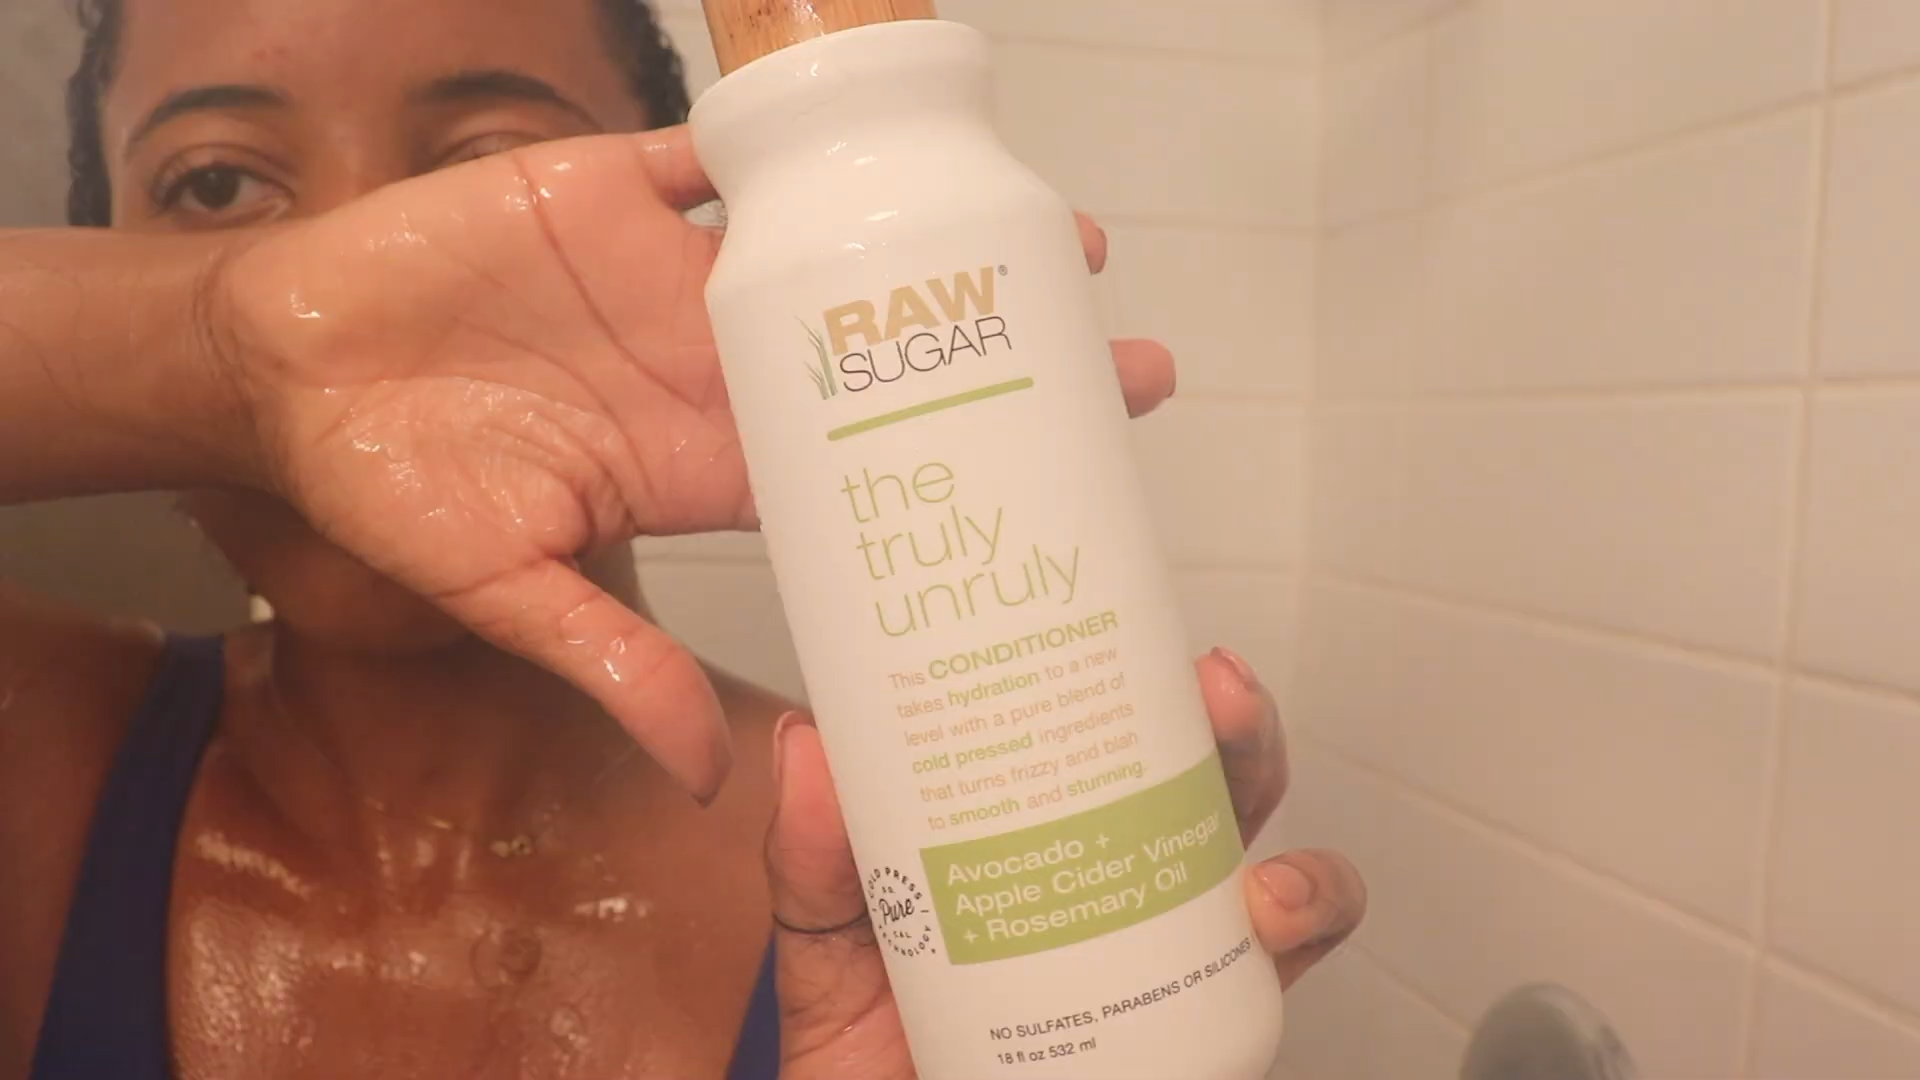 RAW®
SUGAR
the
truly
unruly
This CONDITIONER
takes hydration to a new
level with a pure blend of
cold pressed ingredients
that turns frizzy and blah
to smooth and stunning.
Avocado +
Apple Cider Vinegar
+ Rosemary Oil
COLD PRESS
Pure
NO SULFATES, PARABENS OR SILICONES
18 fl oz 532 ml